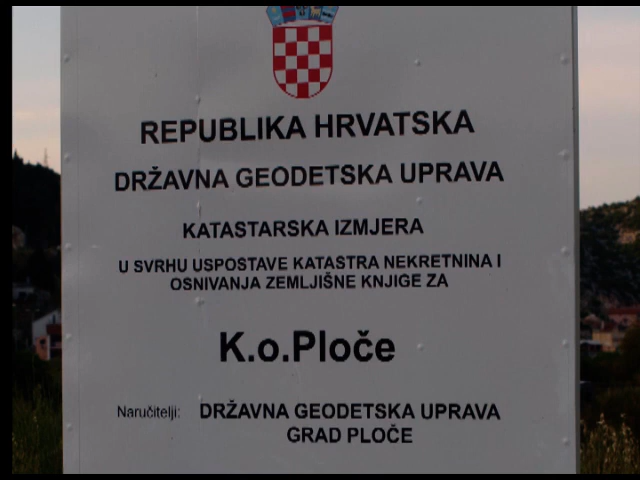 REPUBLIKA HRVATSKA
DRŽAVNA GEODETSKA UPRAVA
KATASTARSKA IZMJERA
U SVRHU USPOSTAVE KATASTRA NEKRETNINA I
OSNIVANJA ZEMLJIŠNE KNJIGE ZA
K.o.Ploče
Naručitelji: DRŽAVNA GEODETSKA UPRAVA
GRAD PLOČE